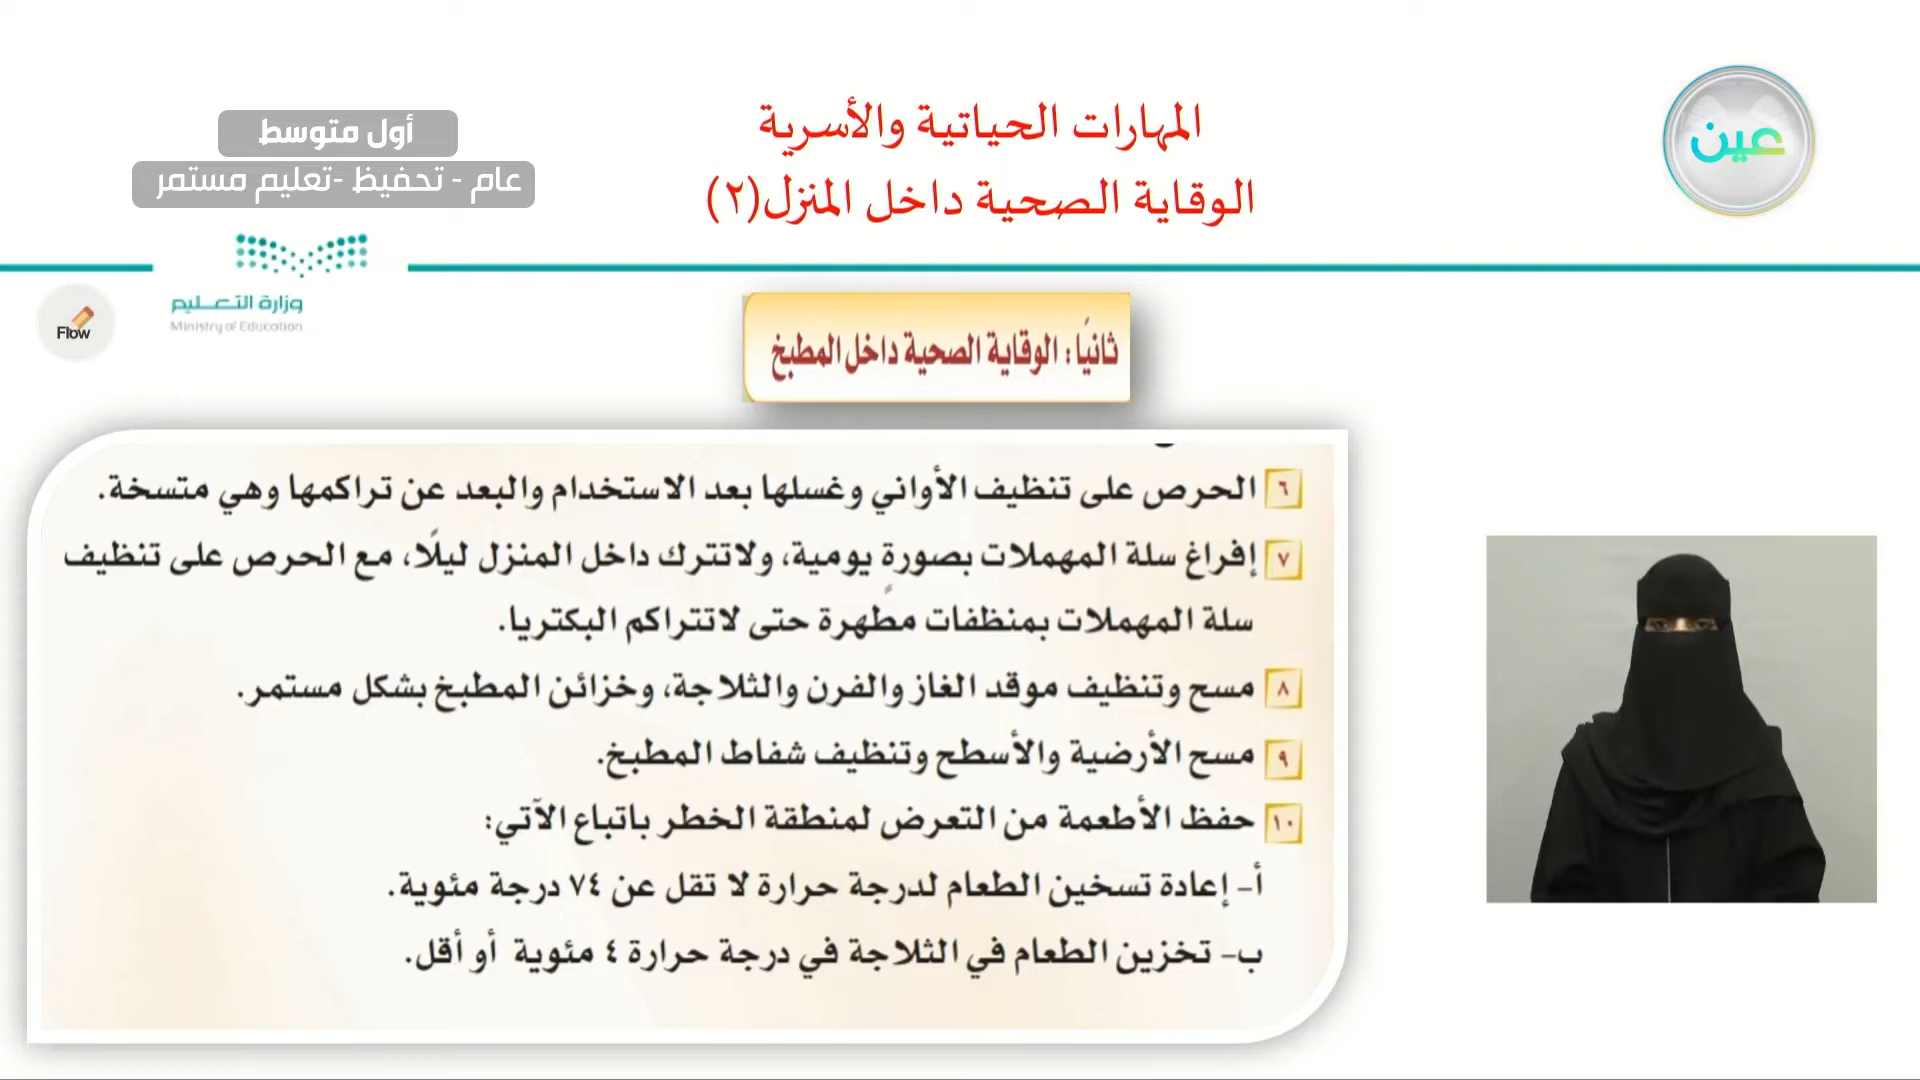 المهارات الحياتية والأسرية
الوقاية الصحية داخل المنزل(٢)
عين
أول متوسط
عام - تحفيظ -تعليم مستمر
وزارة التعـــليم
Ministry of Education
Flow
ثانيًا: الوقاية الصحية داخل المطبخ
٦ الحرص على تنظيف الأواني وغسلها بعد الاستخدام والبعد عن تراكمها وهي متسخة.
٧ إفراغ سلة المهملات بصورةٍ يومية، ولاتترك داخل المنزل ليلًا، مع الحرص على تنظيف
سلة المهملات بمنظفات مطهرة حتى لاتتراكم البكتريا.
٨ مسح وتنظيف موقد الغاز والفرن والثلاجة، وخزائن المطبخ بشكل مستمر.
٩ مسح الأرضية والأسطح وتنظيف شفاط المطبخ.
١٠ حفظ الأطعمة من التعرض لمنطقة الخطر باتباع الآتي:
أ- إعادة تسخين الطعام لدرجة حرارة لا تقل عن ٧٤ درجة مئوية.
ب- تخزين الطعام في الثلاجة في درجة حرارة ٤ مئوية أو أقل.